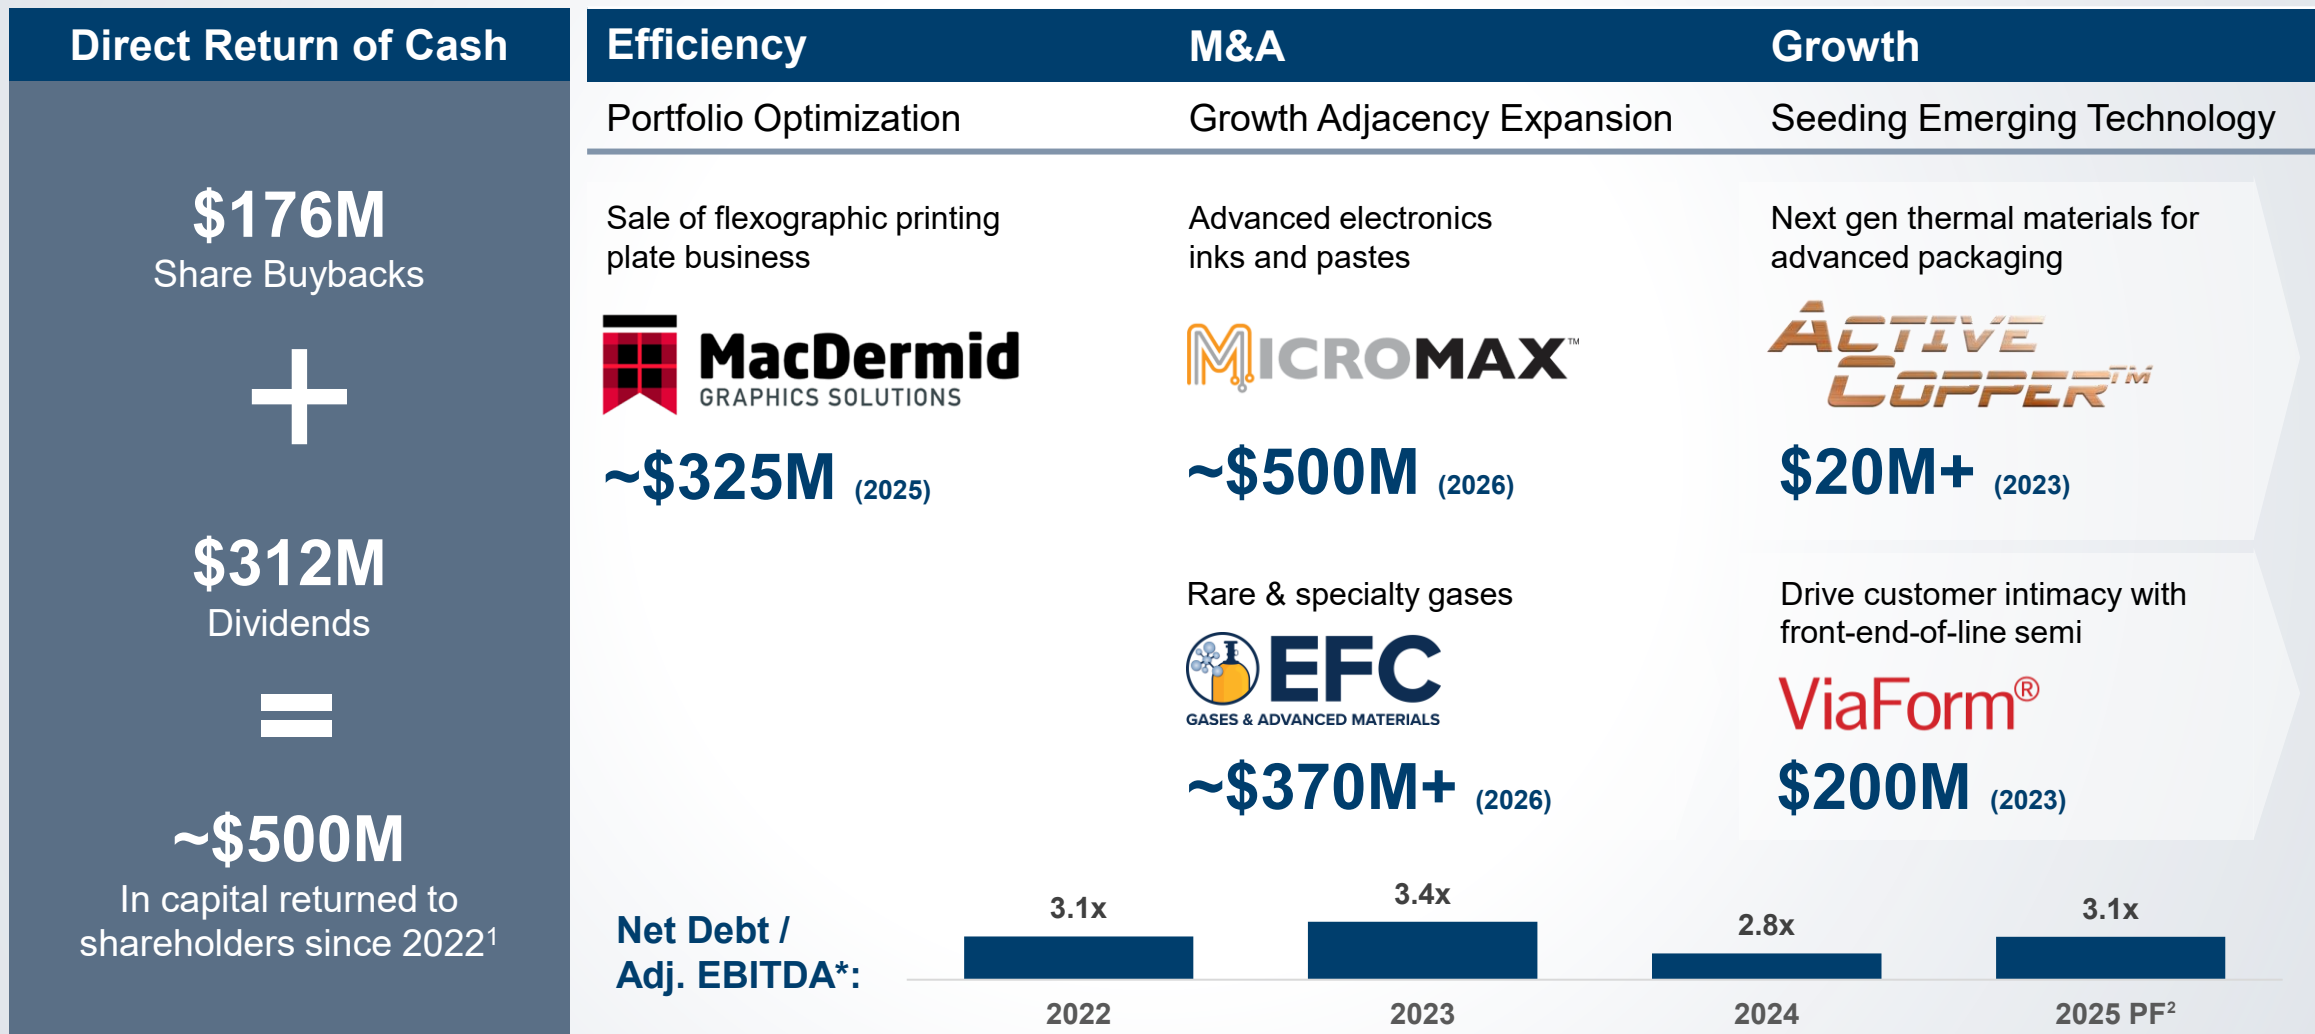 Direct Return of Cash
$176M
Share Buybacks
+
$312M
Dividends
=
~$500M
In capital returned to
shareholders since 2022¹
Efficiency
Portfolio Optimization
Sale of flexographic printing
plate business
MacDermid
GRAPHICS SOLUTIONS
~$325M (2025)
M&A
Growth Adjacency Expansion
Advanced electronics
inks and pastes
MICROMAX™
~$500M (2026)
Rare & specialty gases
EFC
GASES & ADVANCED MATERIALS
~$370M+ (2026)
Growth
Seeding Emerging Technology
Next gen thermal materials for
advanced packaging
ACTIVE
COPPER™
$20M+ (2023)
Drive customer intimacy with
front-end-of-line semi
ViaForm®
$200M (2023)
Net Debt /
Adj. EBITDA*:
3.1x
3.4x
2.8x
3.1x
2022
2023
2024
2025 PF²